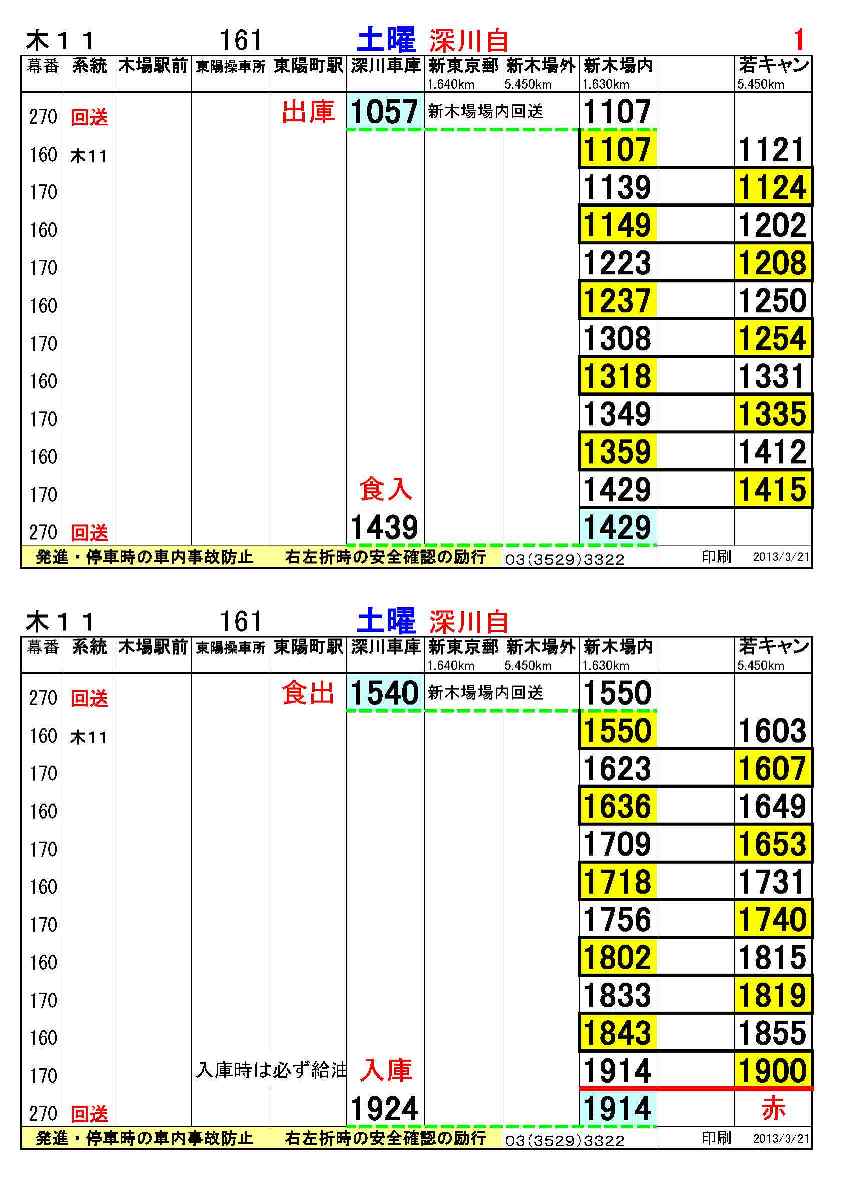 木１１ 161 土曜 深川自 1
幕番 系統 木場駅前 東陽操車所 東陽町駅 深川車庫 新東京郵 新木場外 新木場内 若キャン
1.640km 5.450km 1.630km 5.450km
270 回送 出庫 1057 新木場場内回送 1107
160 木11 1107 1121
170 1139 1124
160 1149 1202
170 1223 1208
160 1237 1250
170 1308 1254
160 1318 1331
170 1349 1335
160 1359 1412
170 食入 1429 1415
270 回送 1439 1429
発進・停車時の車内事故防止 右左折時の安全確認の励行 03(3529)3322 印刷 2013/3/21
木１１ 161 土曜 深川自
幕番 系統 木場駅前 東陽操車所 東陽町駅 深川車庫 新東京郵 新木場外 新木場内 若キャン
1.640km 5.450km 1.630km 5.450km
270 回送 食出 1540 新木場場内回送 1550
160 木11 1550 1603
170 1623 1607
160 1636 1649
170 1709 1653
160 1718 1731
170 1756 1740
160 1802 1815
170 1833 1819
160 1843 1855
170 入庫時は必ず給油 入庫 1914 1900
270 回送 1924 1914 赤
発進・停車時の車内事故防止 右左折時の安全確認の励行 03(3529)3322 印刷 2013/3/21